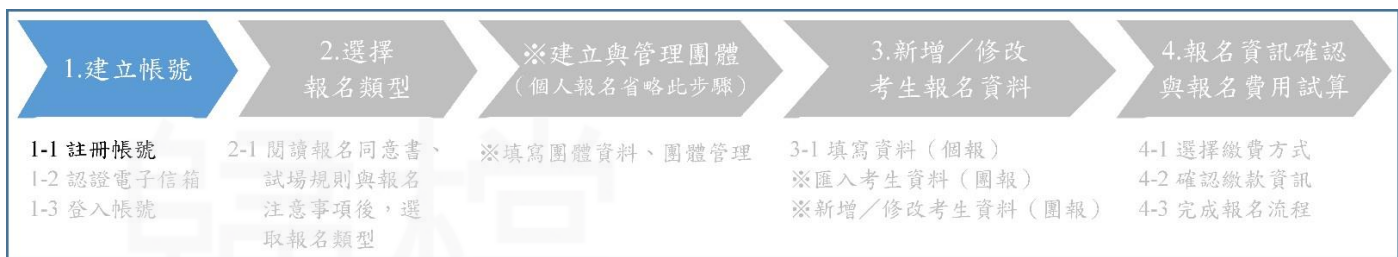 1.建立帳號
2.選擇
報名類型
※建立與管理團體
（個人報名省略此步驟）
3.新增／修改
考生報名資料
4.報名資訊確認
與報名費用試算
1-1 註冊帳號
1-2 認證電子信箱
1-3 登入帳號
2-1 閱讀報名同意書、
試場規則與報名
注意事項後，選
取報名類型
※填寫團體資料、團體管理
3-1 填寫資料（個報）
※匯入考生資料（團報）
※新增／修改考生資料（團報）
4-1 選擇繳費方式
4-2 確認繳款資訊
4-3 完成報名流程